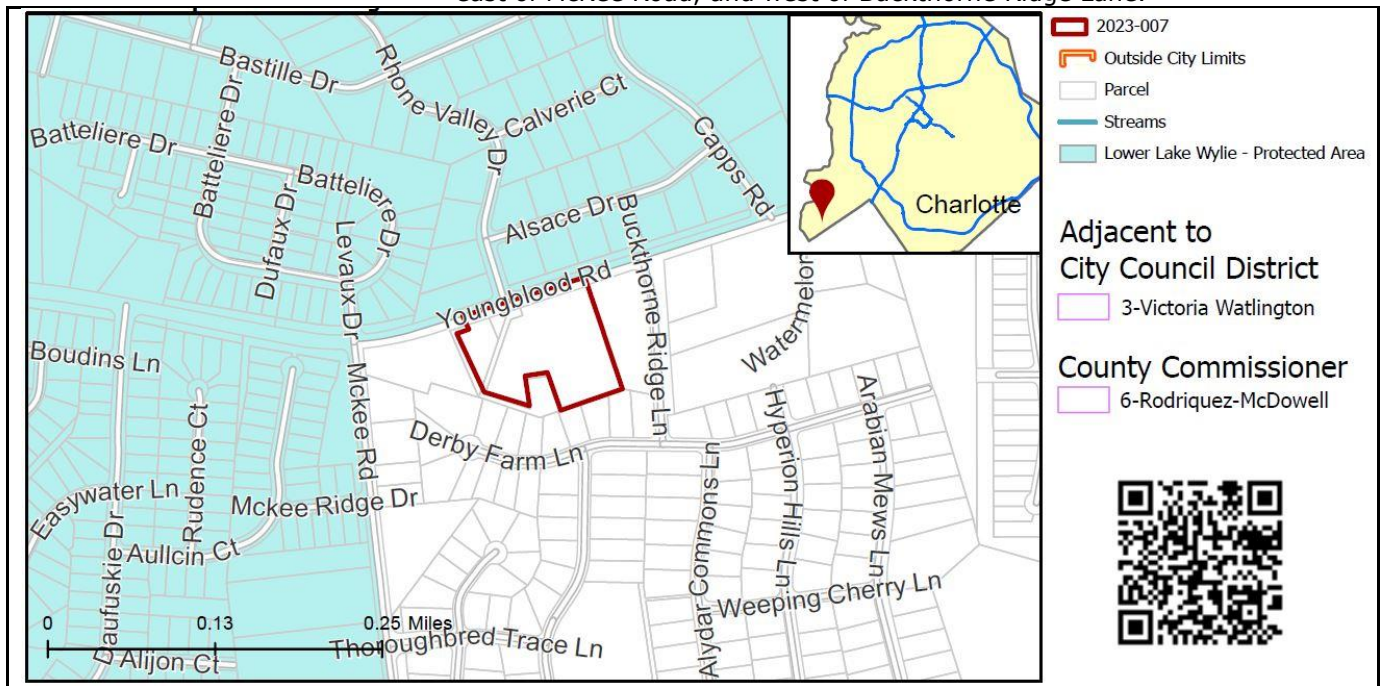 east of McKee Road, and west of Buckthorne Ridge Lane.
Bastille Dr
Rhone Valley Dr
Calverie Ct
Batteliere Dr
Batteliere Dr
Batteliere Dr
Capps Rd
Dufaux Dr
Alsace Dr
Levaux Dr
Buckthorne Ridge Ln
Youngblood Rd
Watermelon
Boudins Ln
Mckee Rd
Rudence Ct
Derby Farm Ln
Hyperion Hills Ln
Arabian Mews Ln
Easywater Ln
Mckee Ridge Dr
Daufuskie Dr
Aullcin Ct
Alydar Commons Ln
Weeping Cherry Ln
Thoroughbred Trace Ln
Alijon Ct
0 0.13 0.25 Miles
Charlotte
2023-007
Outside City Limits
Parcel
Streams
Lower Lake Wylie - Protected Area
Adjacent to
City Council District
3-Victoria Watlington
County Commissioner
6-Rodriquez-McDowell